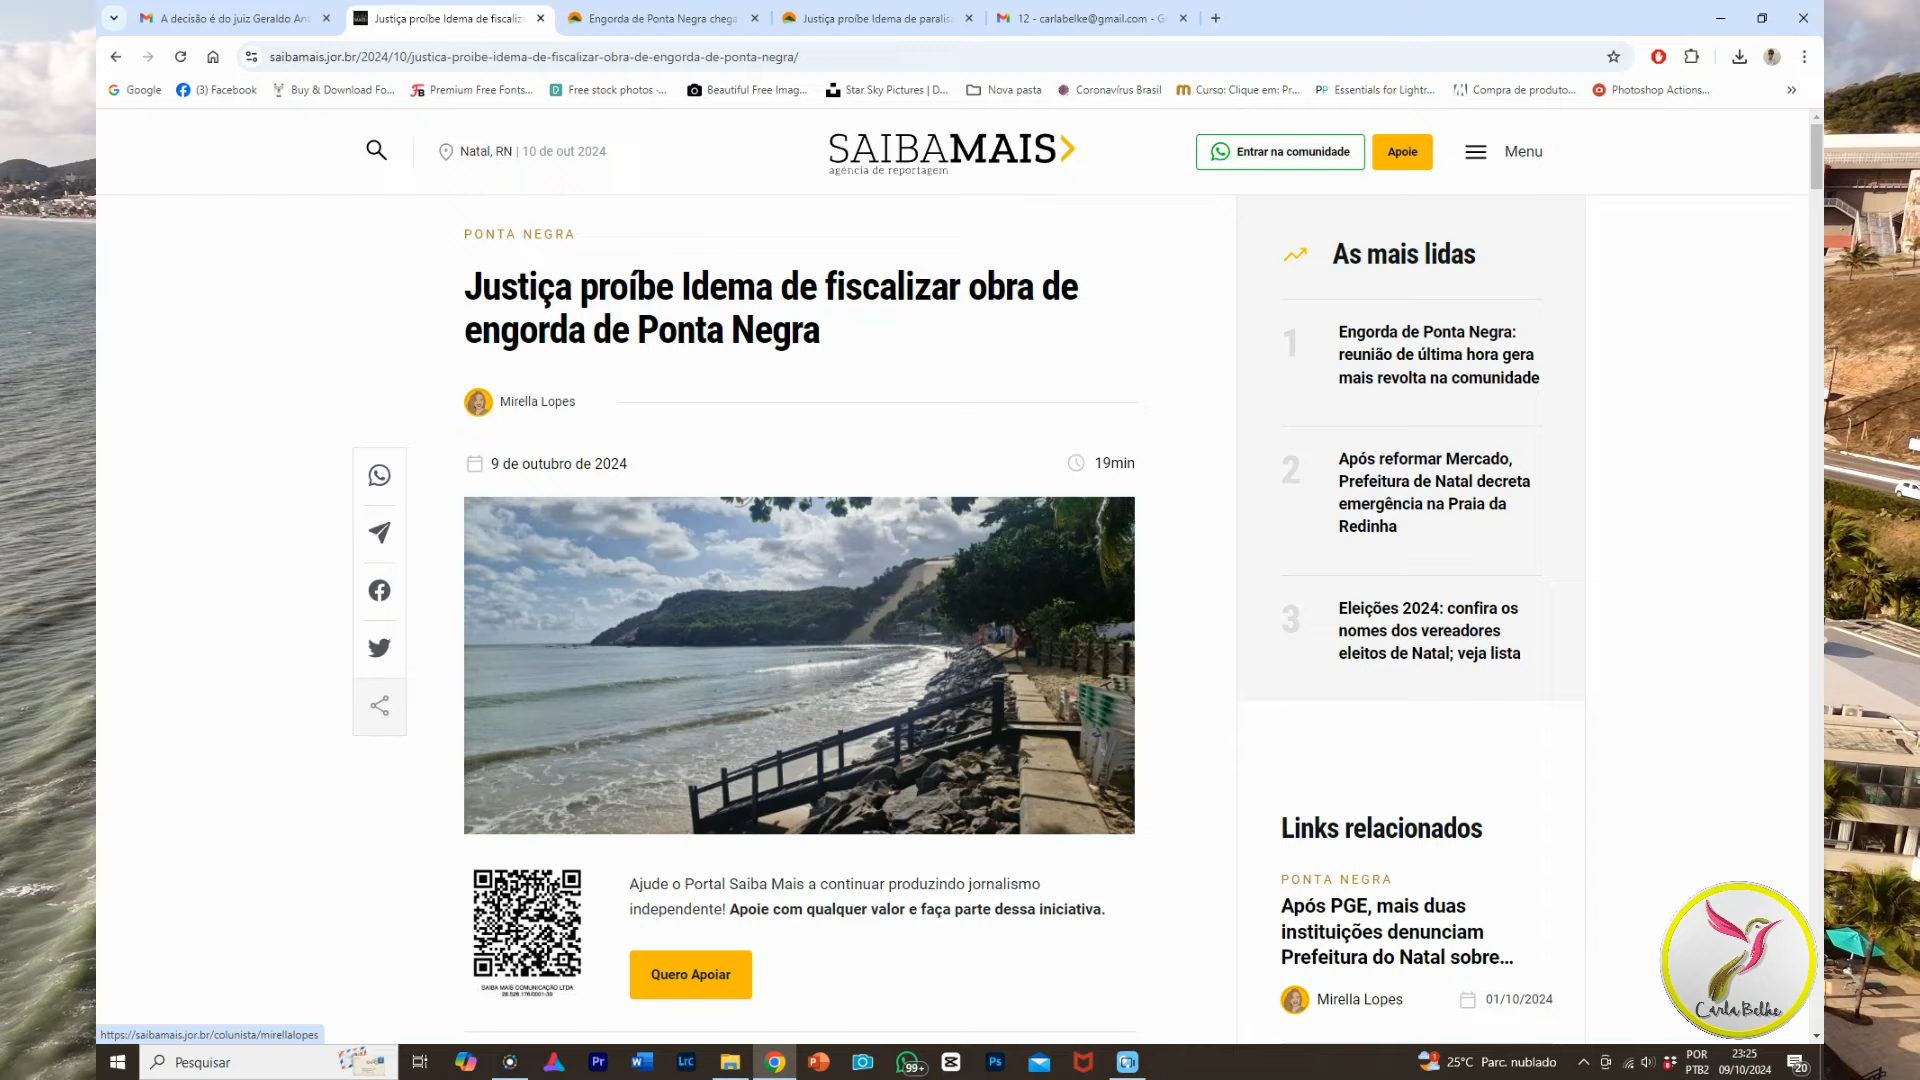 A decisão é do juiz Geraldo Ant
Justiça proíbe Idema de fiscaliz
Engorda de Ponta Negra chega
Justiça proíbe Idema de paralis
12 - carlabelke@gmail.com - G
saibamais.jor.br/2024/10/justica-proibe-idema-de-fiscalizar-obra-de-engorda-de-ponta-negra/
Google
(3) Facebook
Buy & Download Fo...
Premium Free Fonts...
Free stock photos -...
Beautiful Free Imag...
Star Sky Pictures | D...
Nova pasta
Coronavírus Brasil
Curso: Clique em: Pr...
Essentials for Lightr...
Compra de produto...
Photoshop Actions...
Natal, RN | 10 de out 2024
SAIBAMAIS
agência de reportagem
Entrar na comunidade
Apoie
Menu
PONTA NEGRA
Justiça proíbe Idema de fiscalizar obra de
engorda de Ponta Negra
Mirella Lopes
9 de outubro de 2024
19min
Ajude o Portal Saiba Mais a continuar produzindo jornalismo
independente! Apoie com qualquer valor e faça parte dessa iniciativa.
Quero Apoiar
SAIBA MAIS COMUNICAÇÃO LTDA
As mais lidas
1
Engorda de Ponta Negra:
reunião de última hora gera
mais revolta na comunidade
2
Após reformar Mercado,
Prefeitura de Natal decreta
emergência na Praia da
Redinha
3
Eleições 2024: confira os
nomes dos vereadores
eleitos de Natal; veja lista
Links relacionados
PONTA NEGRA
Após PGE, mais duas
instituições denunciam
Prefeitura do Natal sobre...
Mirella Lopes
01/10/2024
Carla Belke
https://saibamais.jor.br/colunista/mirellalopes
Pesquisar
Pr
Lrc
99+
Ps
25°C Parc. nublado
POR
PTB2
23:25
09/10/2024
20